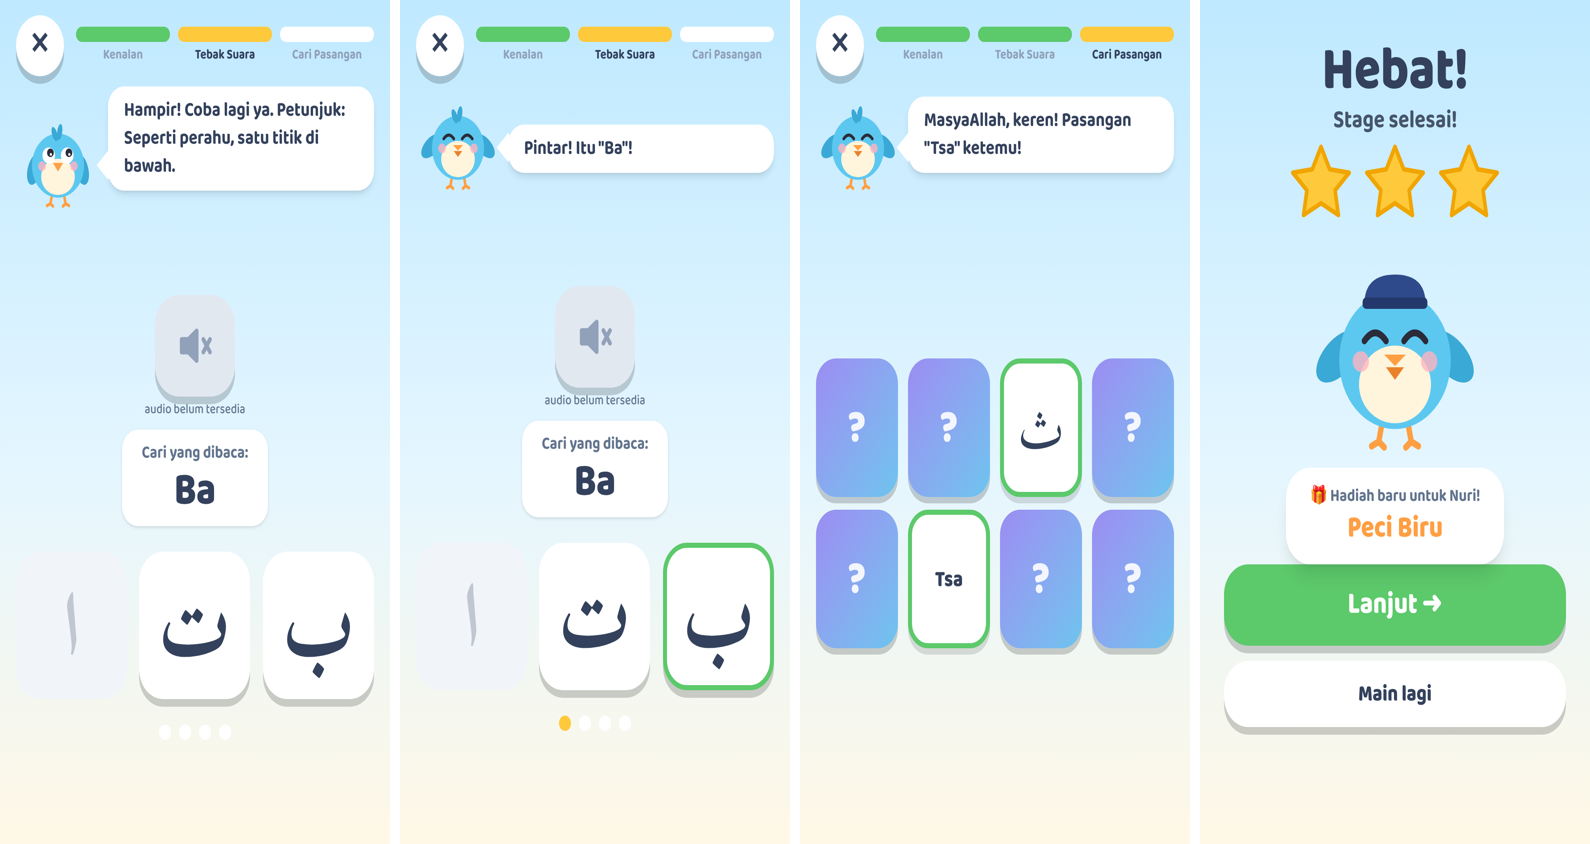 X
Kenalan
Tebak Suara
Cari Pasangan
Hampir! Coba lagi ya. Petunjuk:
Seperti perahu, satu titik di
bawah.
audio belum tersedia
Cari yang dibaca:
Ba
ا
ت
ب
X
Kenalan
Tebak Suara
Cari Pasangan
Pintar! Itu "Ba"!
audio belum tersedia
Cari yang dibaca:
Ba
ا
ت
ب
X
Kenalan
Tebak Suara
Cari Pasangan
MasyaAllah, keren! Pasangan
"Tsa" ketemu!
?
?
ث
?
?
Tsa
?
?
Hebat!
Stage selesai!
🎁 Hadiah baru untuk Nuri!
Peci Biru
Lanjut →
Main lagi